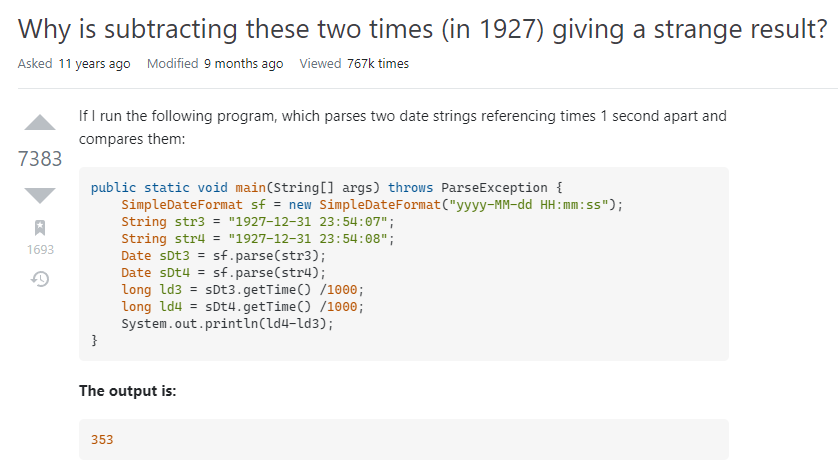 Why is subtracting these two times (in 1927) giving a strange result?
Asked 11 years ago Modified 9 months ago Viewed 767k times
If I run the following program, which parses two date strings referencing times 1 second apart and
compares them:
7383
1693
public static void main(String[] args) throws ParseException {
    SimpleDateFormat sf = new SimpleDateFormat("yyyy-MM-dd HH:mm:ss");
    String str3 = "1927-12-31 23:54:07";
    String str4 = "1927-12-31 23:54:08";
    Date sDt3 = sf.parse(str3);
    Date sDt4 = sf.parse(str4);
    long ld3 = sDt3.getTime() /1000;
    long ld4 = sDt4.getTime() /1000;
    System.out.println(ld4-ld3);
}
The output is:
353